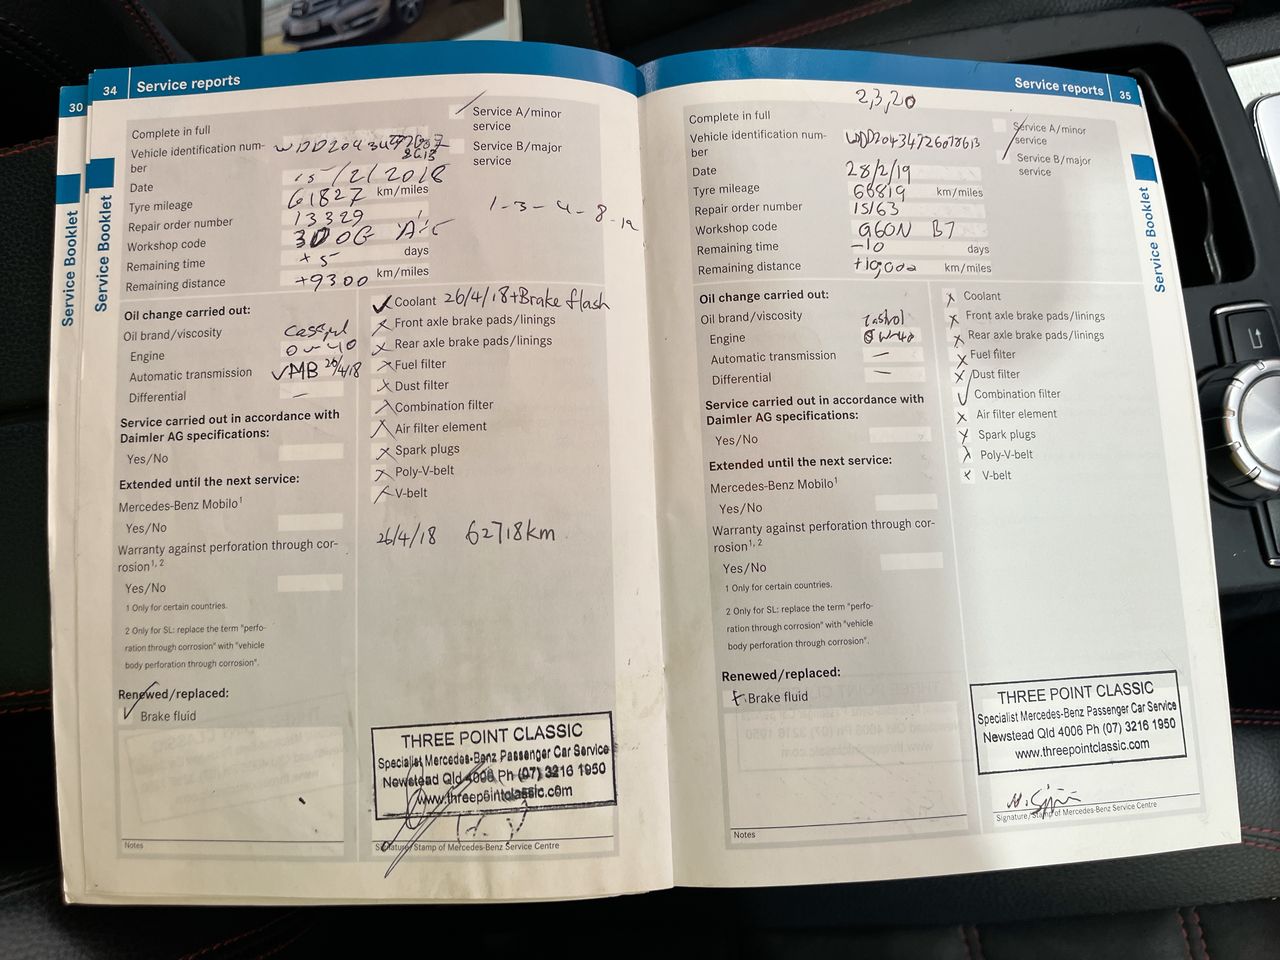 30
34 Service reports
Service Booklet
Service Booklet
Complete in full
Service A/minor service
Vehicle identification number WDD204347
8613
Service B/major service
Date 15/2/2018
Tyre mileage 61827 km/miles
Repair order number 13329
1-3-4-8-
Workshop code
Remaining time +5 days
Remaining distance +9300 km/miles
Oil change carried out:
Oil brand/viscosity Castrol
Engine 0W-40
Automatic transmission ✓MB 26/4/18
Differential —
Service carried out in accordance with Daimler AG specifications:
Yes/No
Extended until the next service:
Mercedes-Benz Mobilo1
Yes/No
Warranty against perforation through corrosion1, 2
Yes/No
1 Only for certain countries.
2 Only for SL: replace the term "perforation through corrosion" with "vehicle body perforation through corrosion".
Renewed/replaced:
✓ Brake fluid
Notes
✓ Coolant 26/4/18+Brake flash
X Front axle brake pads/linings
X Rear axle brake pads/linings
X Fuel filter
X Dust filter
X Combination filter
X Air filter element
X Spark plugs
X Poly-V-belt
X V-belt
26/4/18 62718km
THREE POINT CLASSIC
Specialist Mercedes-Benz Passenger Car Service
Newstead Qld 4006 Ph (07) 3216 1950
www.threepointclassic.com
Signature/Stamp of Mercedes-Benz Service Centre
Service reports 35
2,3,20
Service Booklet
Complete in full
Service A/minor service
Vehicle identification number WDD2043472
Service B/major service
Date 28/2/19
Tyre mileage 66819 km/miles
Repair order number 15163
Workshop code B7
Remaining time -10 days
Remaining distance km/miles
Oil change carried out:
Oil brand/viscosity Castrol
Engine 0W-40
Automatic transmission —
Differential —
Service carried out in accordance with Daimler AG specifications:
Yes/No
Extended until the next service:
Mercedes-Benz Mobilo1
Yes/No
Warranty against perforation through corrosion1, 2
Yes/No
1 Only for certain countries.
2 Only for SL: replace the term "perforation through corrosion" with "vehicle body perforation through corrosion".
Renewed/replaced:
X Brake fluid
Notes
X Coolant
X Front axle brake pads/linings
X Rear axle brake pads/linings
X Fuel filter
X Dust filter
✓ Combination filter
X Air filter element
X Spark plugs
X Poly-V-belt
X V-belt
THREE POINT CLASSIC
Specialist Mercedes-Benz Passenger Car Service
Newstead Qld 4006 Ph (07) 3216 1950
www.threepointclassic.com
Signature/Stamp of Mercedes-Benz Service Centre